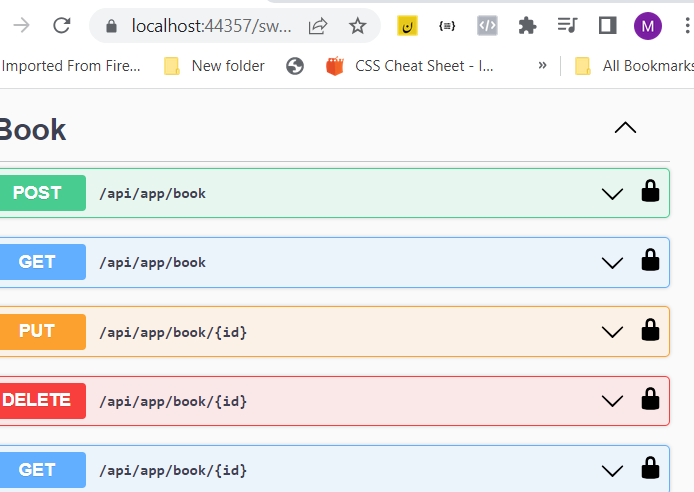 localhost:44357/sw...
ن
{≡}
</>
M
Imported From Fire...
New folder
CSS Cheat Sheet - I...
»
All Bookmarks
Book
POST /api/app/book
GET /api/app/book
PUT /api/app/book/{id}
DELETE /api/app/book/{id}
GET /api/app/book/{id}